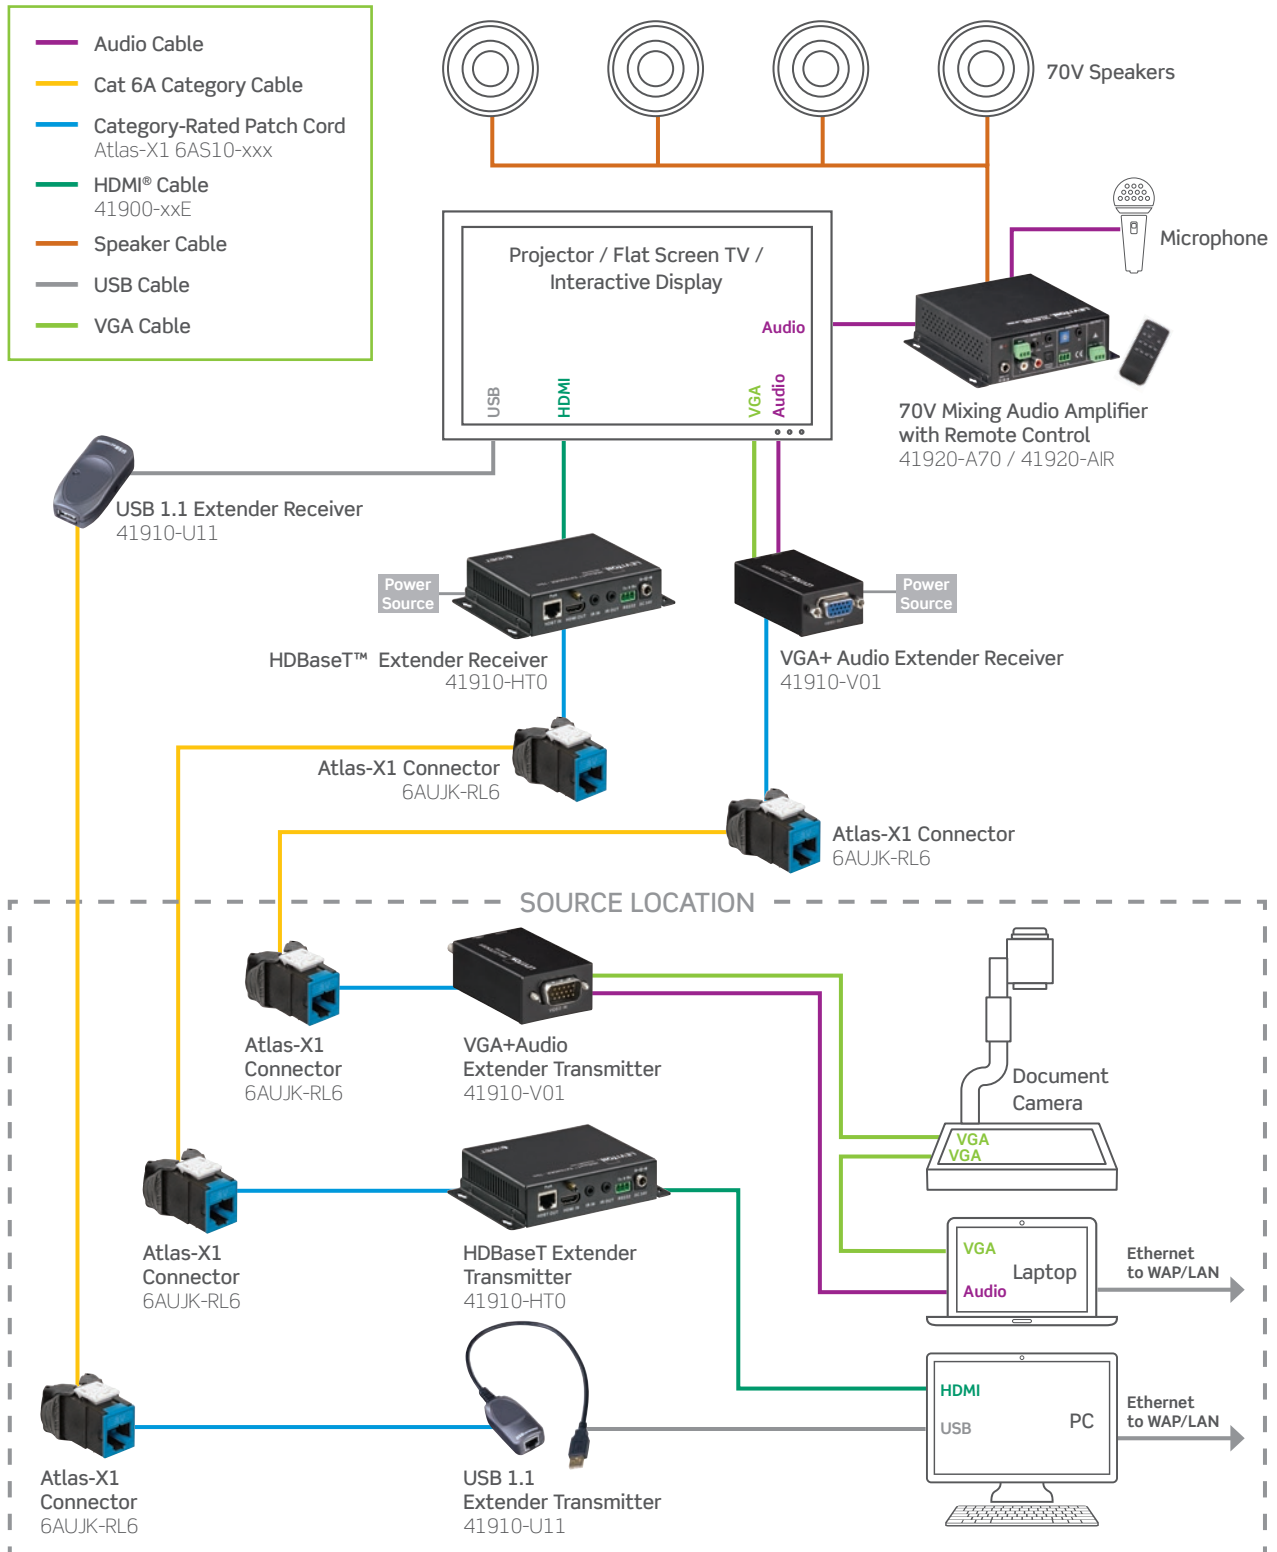 Audio Cable
Cat 6A Category Cable
Category-Rated Patch Cord
Atlas-X1 6AS10-xxx
HDMI® Cable
41900-xxE
Speaker Cable
USB Cable
VGA Cable
70V Speakers
Microphone
Projector / Flat Screen TV /
Interactive Display
Audio
USB
HDMI
VGA
Audio
70V Mixing Audio Amplifier
with Remote Control
41920-A70 / 41920-AIR
USB 1.1 Extender Receiver
41910-U11
Power
Source
Power
Source
HDBaseT™ Extender Receiver
41910-HT0
VGA+ Audio Extender Receiver
41910-V01
Atlas-X1 Connector
6AUJK-RL6
Atlas-X1 Connector
6AUJK-RL6
SOURCE LOCATION
Atlas-X1
Connector
6AUJK-RL6
VGA+Audio
Extender Transmitter
41910-V01
Document
Camera
VGA
VGA
Atlas-X1
Connector
6AUJK-RL6
HDBaseT Extender
Transmitter
41910-HT0
VGA
Laptop
Audio
Ethernet
to WAP/LAN
HDMI
USB
PC
Ethernet
to WAP/LAN
Atlas-X1
Connector
6AUJK-RL6
USB 1.1
Extender Transmitter
41910-U11